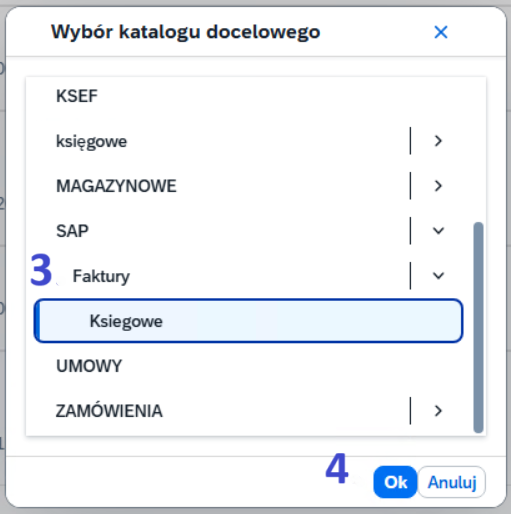 Wybór katalogu docelowego
KSEF
księgowe
MAGAZYNOWE
SAP
3 Faktury
Ksiegowe
UMOWY
ZAMÓWIENIA
4 Ok Anuluj